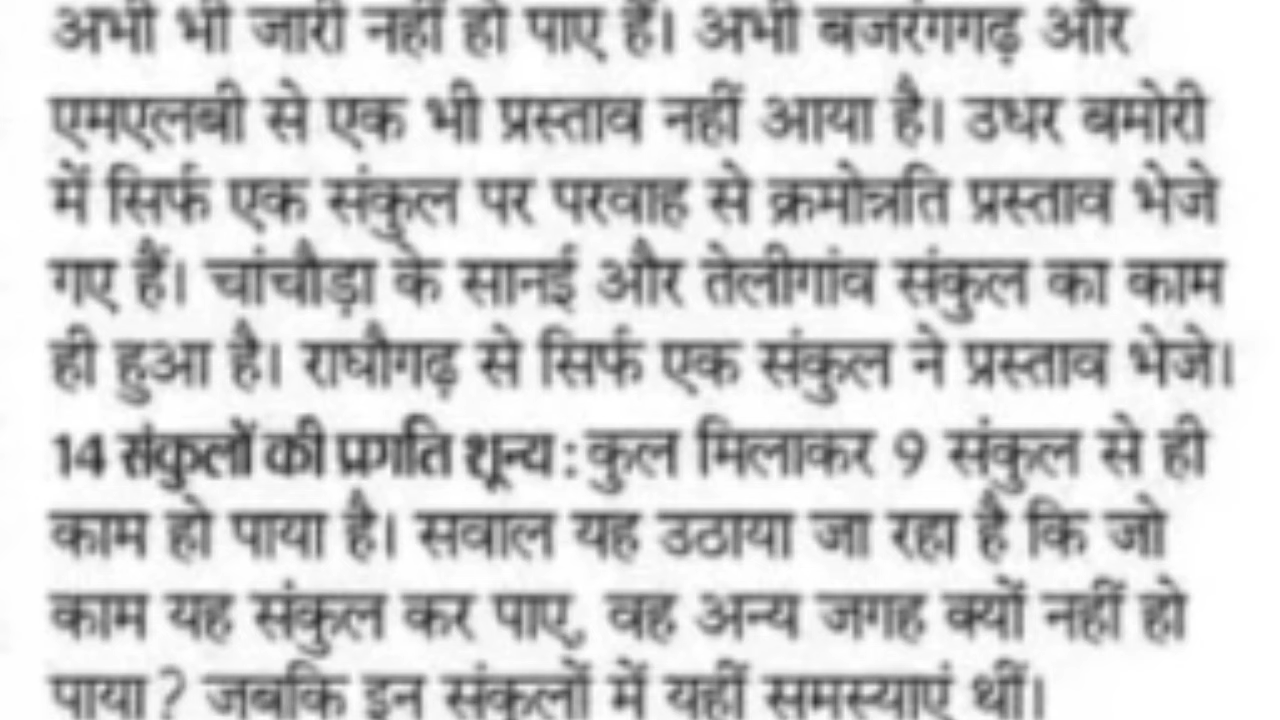 अभी भी जारी नहीं हो पाए हैं। अभी बजरंगगढ़ और
एमएलबी से एक भी प्रस्ताव नहीं आया है। उधर बमोरी
में सिर्फ एक संकुल पर परवाह से क्रमोन्नति प्रस्ताव भेजे
गए हैं। चांचौड़ा के सानई और तेलीगांव संकुल का काम
ही हुआ है। राघौगढ़ से सिर्फ एक संकुल ने प्रस्ताव भेजे।
14 संकुलों की प्रगति शून्य : कुल मिलाकर 9 संकुल से ही
काम हो पाया है। सवाल यह उठाया जा रहा है कि जो
काम यह संकुल कर पाए, वह अन्य जगह क्यों नहीं हो
पाया? जबकि इन संकुलों में यहीं समस्याएं थीं।